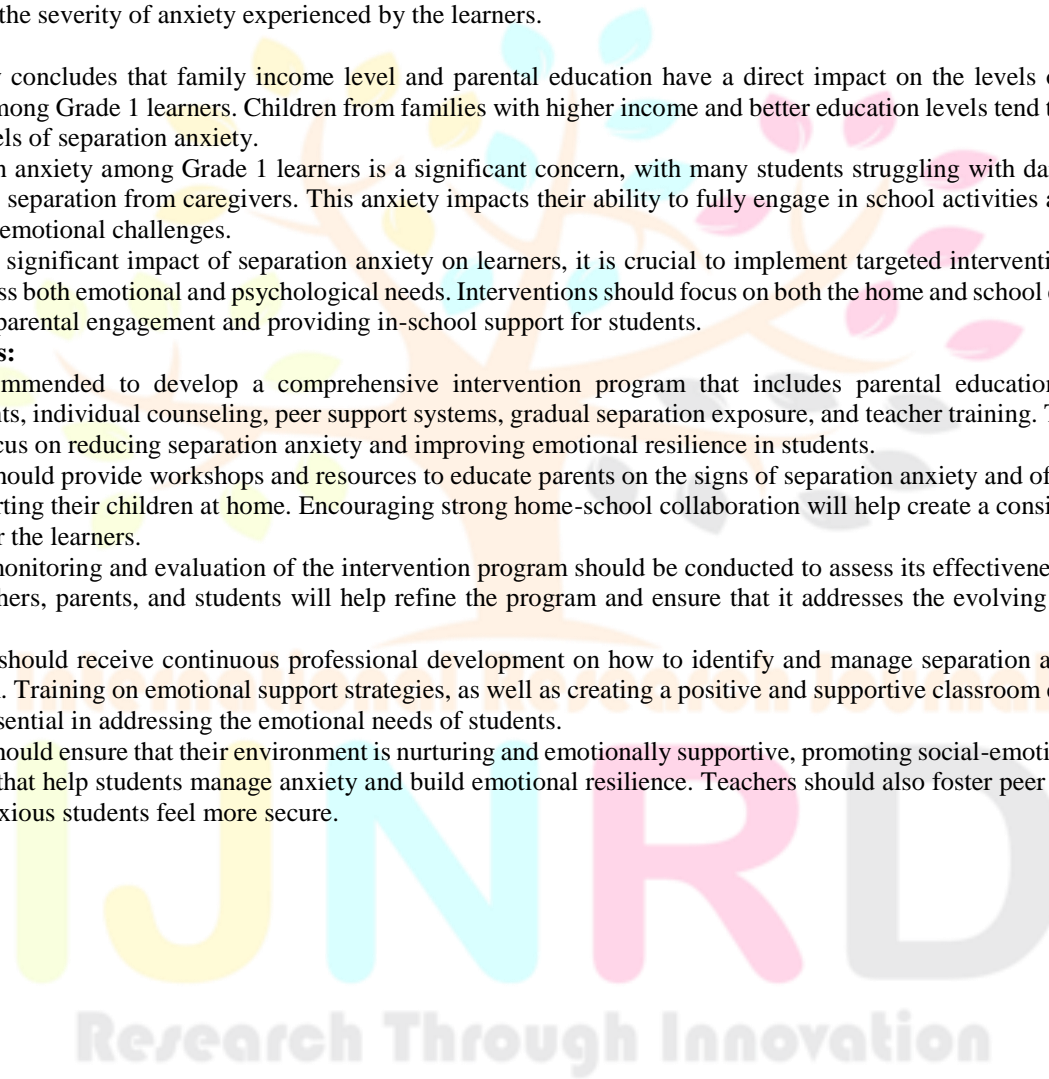 the severity of anxiety experienced by the learners.
concludes that family income level and parental education have a direct impact on the levels
among Grade 1 learners. Children from families with higher income and better education levels tend
levels of separation anxiety.
anxiety among Grade 1 learners is a significant concern, with many students struggling with
separation from caregivers. This anxiety impacts their ability to fully engage in school activities
emotional challenges.
significant impact of separation anxiety on learners, it is crucial to implement targeted
both emotional and psychological needs. Interventions should focus on both the home and school
parental engagement and providing in-school support for students.
s:
ommended to develop a comprehensive intervention program that includes parental education
nts, individual counseling, peer support systems, gradual separation exposure, and teacher training.
cus on reducing separation anxiety and improving emotional resilience in students.
hould provide workshops and resources to educate parents on the signs of separation anxiety and
rting their children at home. Encouraging strong home-school collaboration will help create a
the learners.
monitoring and evaluation of the intervention program should be conducted to assess its
hers, parents, and students will help refine the program and ensure that it addresses the evolving
should receive continuous professional development on how to identify and manage separation
Training on emotional support strategies, as well as creating a positive and supportive classroom
sential in addressing the emotional needs of students.
hould ensure that their environment is nurturing and emotionally supportive, promoting
that help students manage anxiety and build emotional resilience. Teachers should also foster peer
xious students feel more secure.
International Research Journal
IJNRD
Research Through Innovation